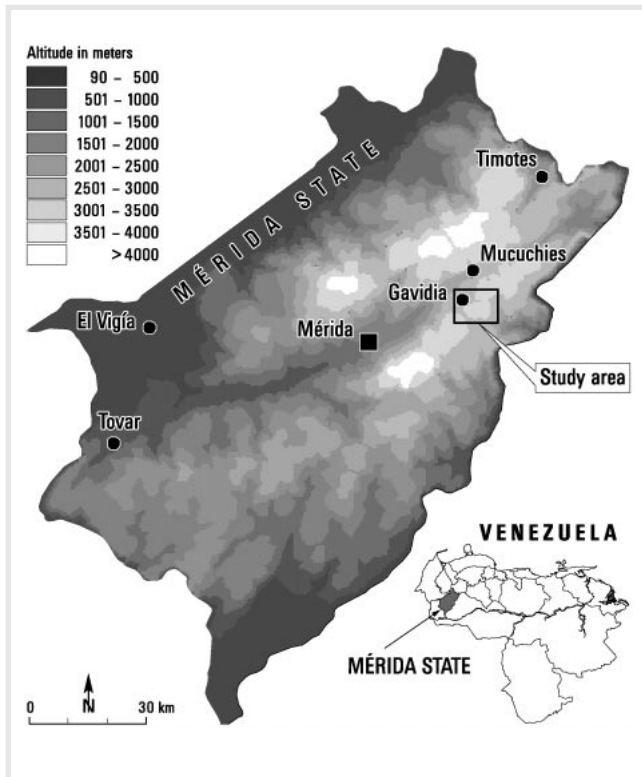 Altitude in meters
90 – 500
501 – 1000
1001 – 1500
1501 – 2000
2001 – 2500
2501 – 3000
3001 – 3500
3501 – 4000
>4000
MÉRIDA STATE
Timotes
Mucuchies
Gavidia
El Vigía
Mérida
Study area
Tovar
VENEZUELA
MÉRIDA STATE
N
0 30 km